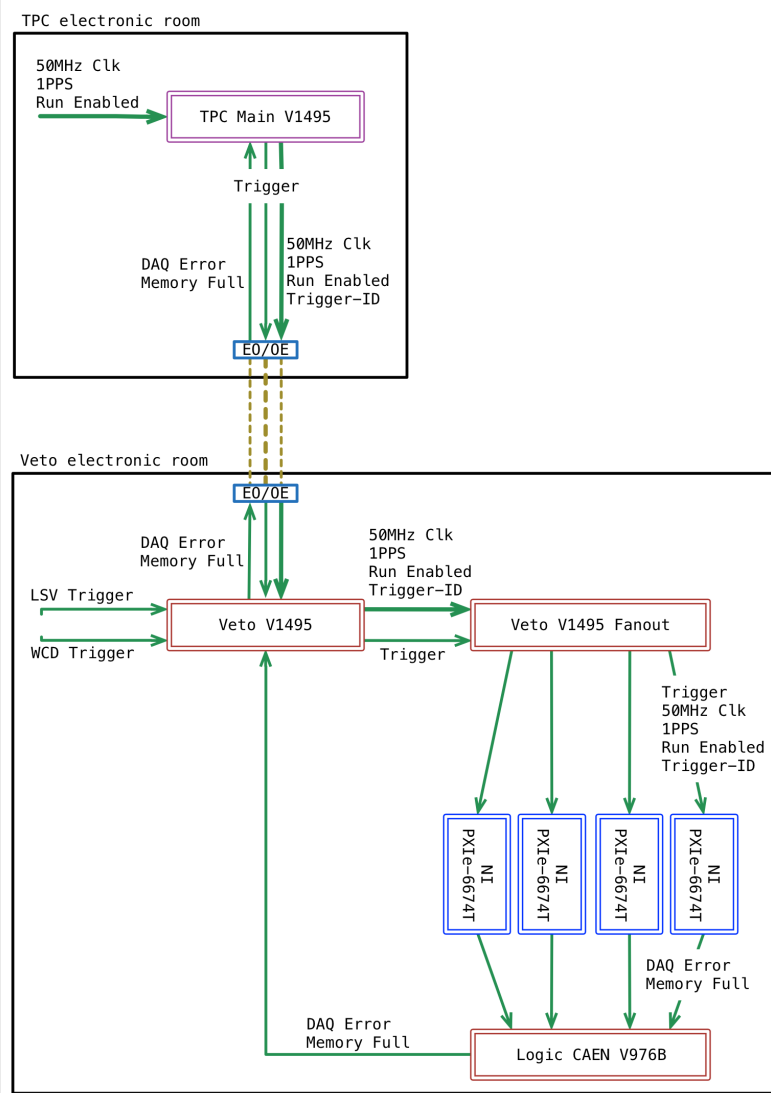 TPC electronic room
50MHz Clk
1PPS
Run Enabled
TPC Main V1495
Trigger
DAQ Error
Memory Full
50MHz Clk
1PPS
Run Enabled
Trigger-ID
EO/OE
Veto electronic room
EO/OE
DAQ Error
Memory Full
50MHz Clk
1PPS
Run Enabled
Trigger-ID
LSV Trigger
WCD Trigger
Veto V1495
Trigger
Veto V1495 Fanout
Trigger
50MHz Clk
1PPS
Run Enabled
Trigger-ID
NI
PXIe-6674T
NI
PXIe-6674T
NI
PXIe-6674T
NI
PXIe-6674T
DAQ Error
Memory Full
DAQ Error
Memory Full
Logic CAEN V976B